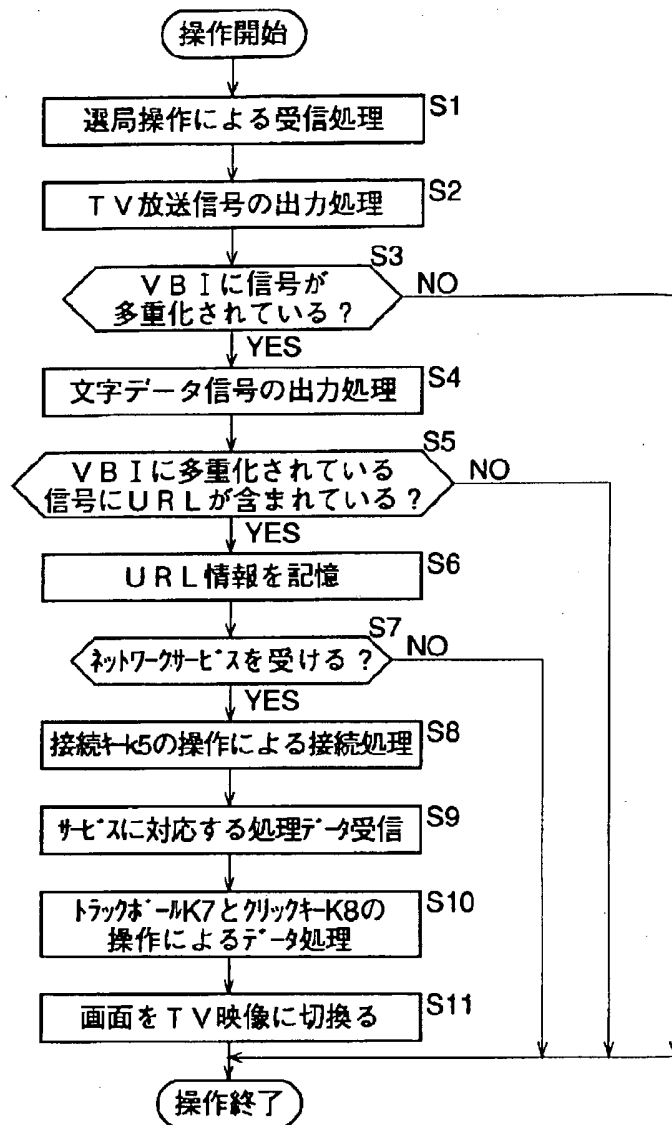 操作開始
選局操作による受信処理 S1
TV放送信号の出力処理 S2
S3
VBIに信号が NO
多重化されている?
YES
文字データ信号の出力処理 S4
S5
VBIに多重化されている NO
信号にURLが含まれている?
YES
URL情報を記憶 S6
S7
ネットワークサービスを受ける? NO
YES
接続キーk5の操作による接続処理 S8
サービスに対応する処理データ受信 S9
トラックボールK7とクリックキーK8の S10
操作によるデータ処理
画面をTV映像に切換る S11
操作終了